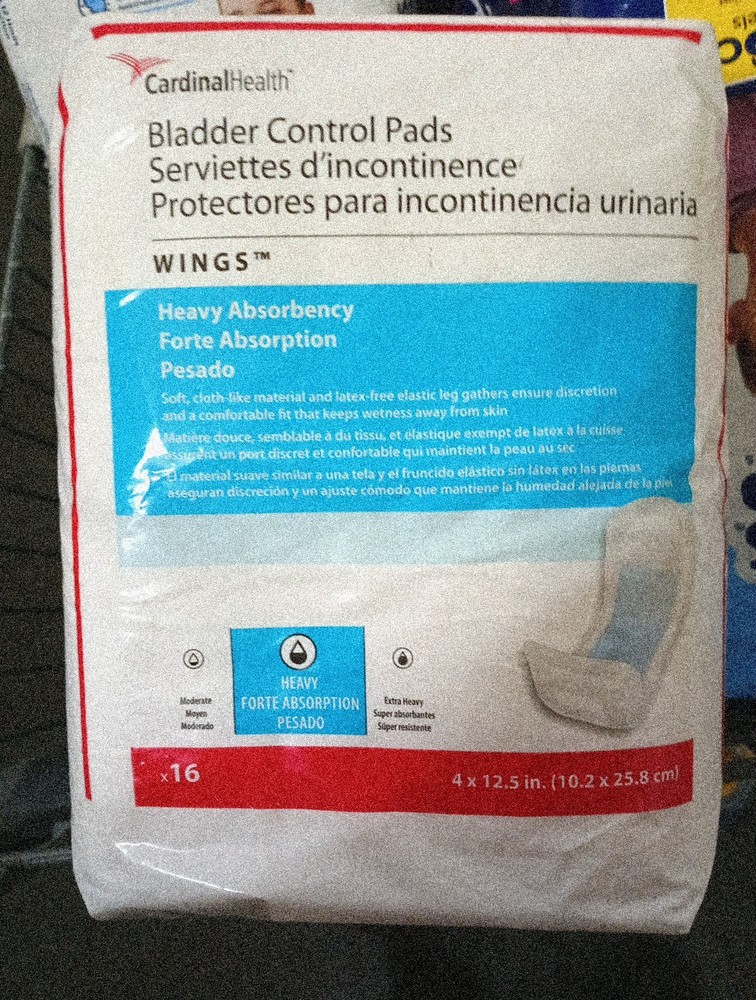 CardinalHealth™
Bladder Control Pads
Serviettes d'incontinence
Protectores para incontinencia urinaria
WINGS™
Heavy Absorbency
Forte Absorption
Pesado
Soft, cloth-like material and latex-free elastic leg gathers ensure discretion
and a comfortable fit that keeps wetness away from skin
Matière douce, semblable à du tissu, et élastique exempt de latex à la cuisse
assurent un port discret et confortable qui maintient la peau au sec
El material suave similar a una tela y el fruncido elástico sin látex en las piernas
aseguran discreción y un ajuste cómodo que mantiene la humedad alejada de la piel
Moderate
Moyen
Moderado
HEAVY
FORTE ABSORPTION
PESADO
Extra Heavy
Super absorbantes
Súper resistente
x16
4 x 12.5 in. (10.2 x 25.8 cm)